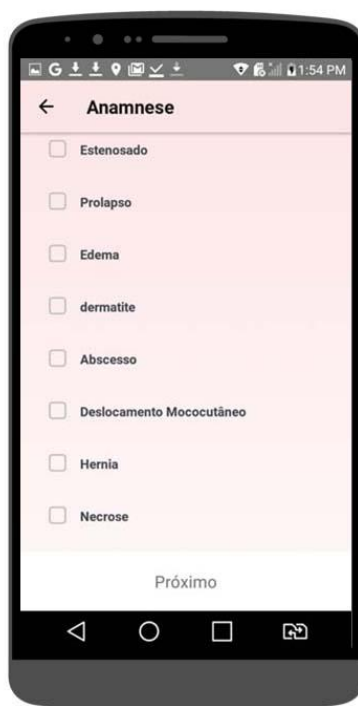 G 1:54 PM
Anamnese
Estenosado
Prolapso
Edema
dermatite
Abscesso
Deslocamento Mococutâneo
Hernia
Necrose
Próximo